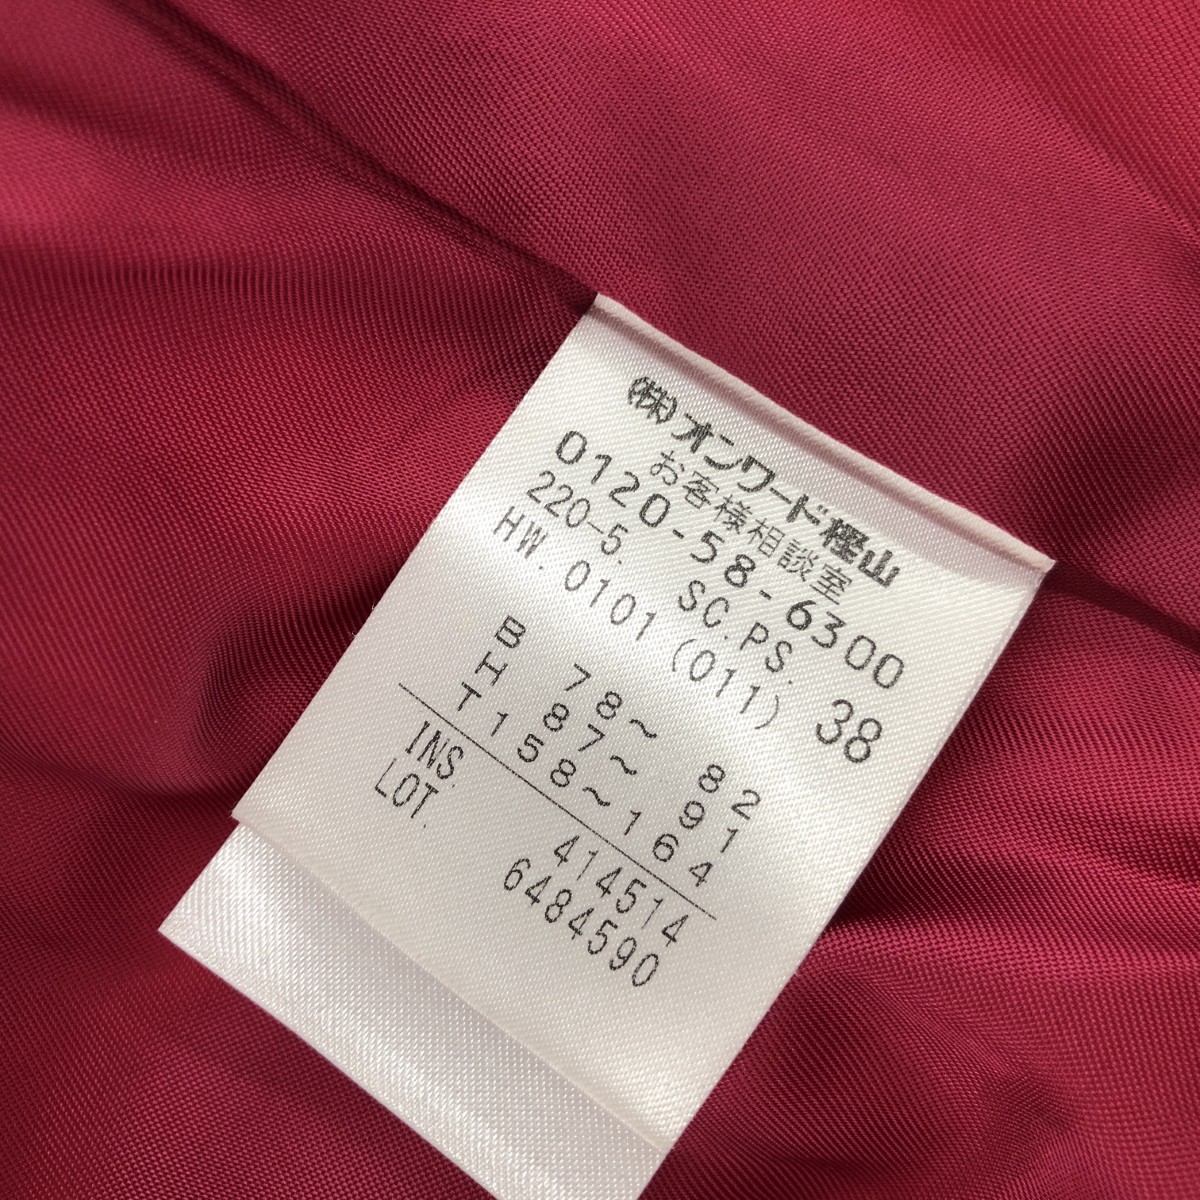 (株)オンワード樫山
お客様相談室
0120-58-6300
220-5. SC.PS. 38
HW.0101(011)
B 78~ 82
H 87~ 91
T158~164
INS. 414514
LOT. 6484590